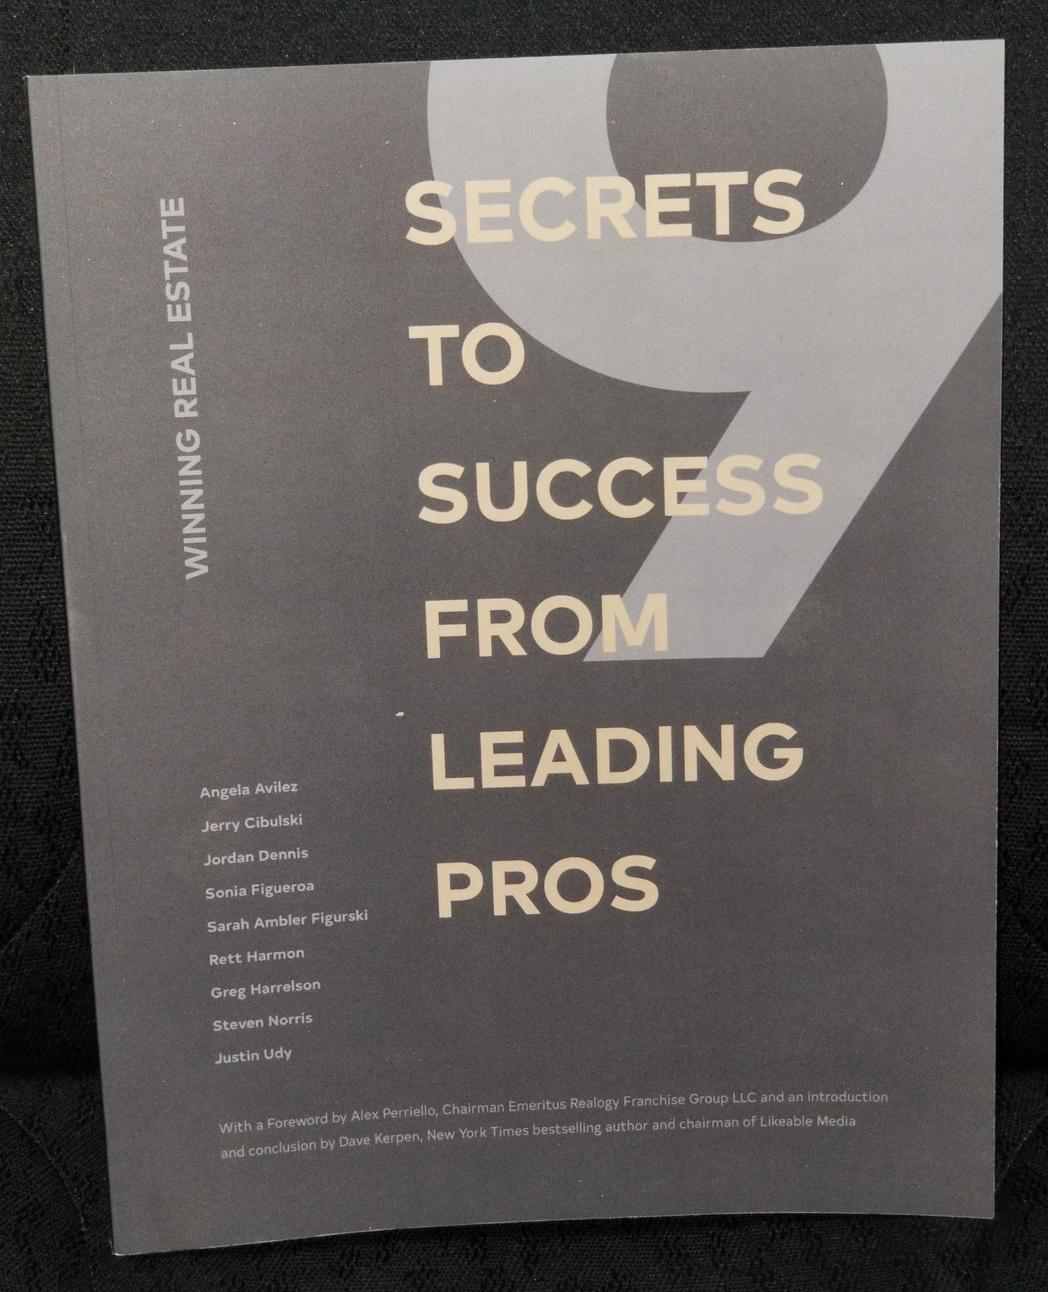 9
SECRETS
TO
SUCCESS
FROM
LEADING
PROS
WINNING REAL ESTATE
Angela Avilez
Jerry Cibulski
Jordan Dennis
Sonia Figueroa
Sarah Ambler Figurski
Rett Harmon
Greg Harrelson
Steven Norris
Justin Udy
With a Foreword by Alex Perriello, Chairman Emeritus Realogy Franchise Group LLC and an introduction
and conclusion by Dave Kerpen, New York Times bestselling author and chairman of Likeable Media